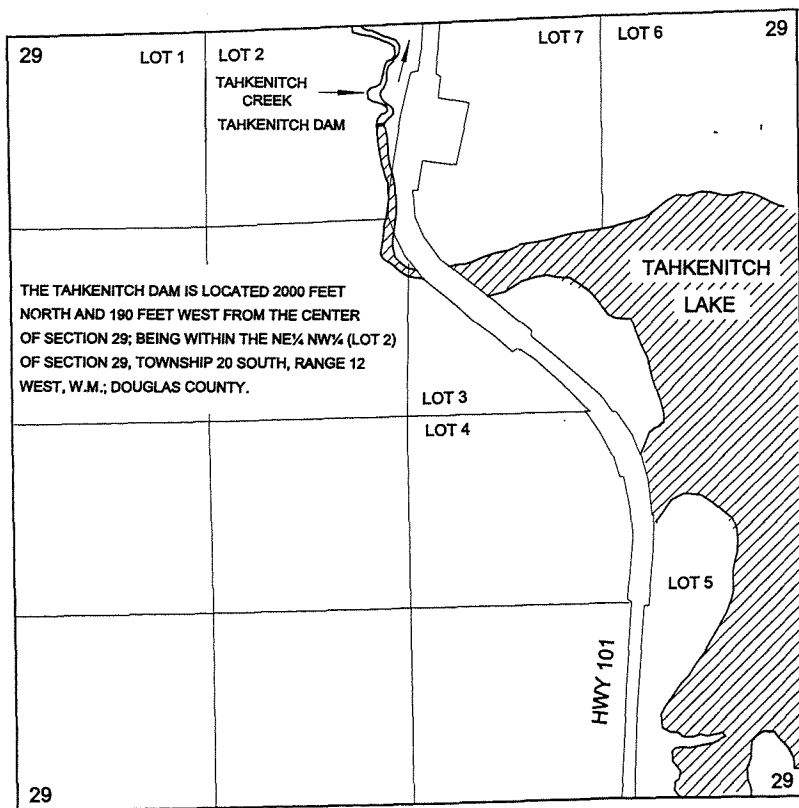 29
LOT 1
LOT 2
LOT 7
LOT 6
29
TAHKENITCH
CREEK
TAHKENITCH DAM
TAHKENITCH
LAKE
THE TAHKENITCH DAM IS LOCATED 2000 FEET
NORTH AND 190 FEET WEST FROM THE CENTER
OF SECTION 29; BEING WITHIN THE NE¼ NW¼ (LOT 2)
OF SECTION 29, TOWNSHIP 20 SOUTH, RANGE 12
WEST, W.M.; DOUGLAS COUNTY.
LOT 3
LOT 4
LOT 5
HWY 101
29
29